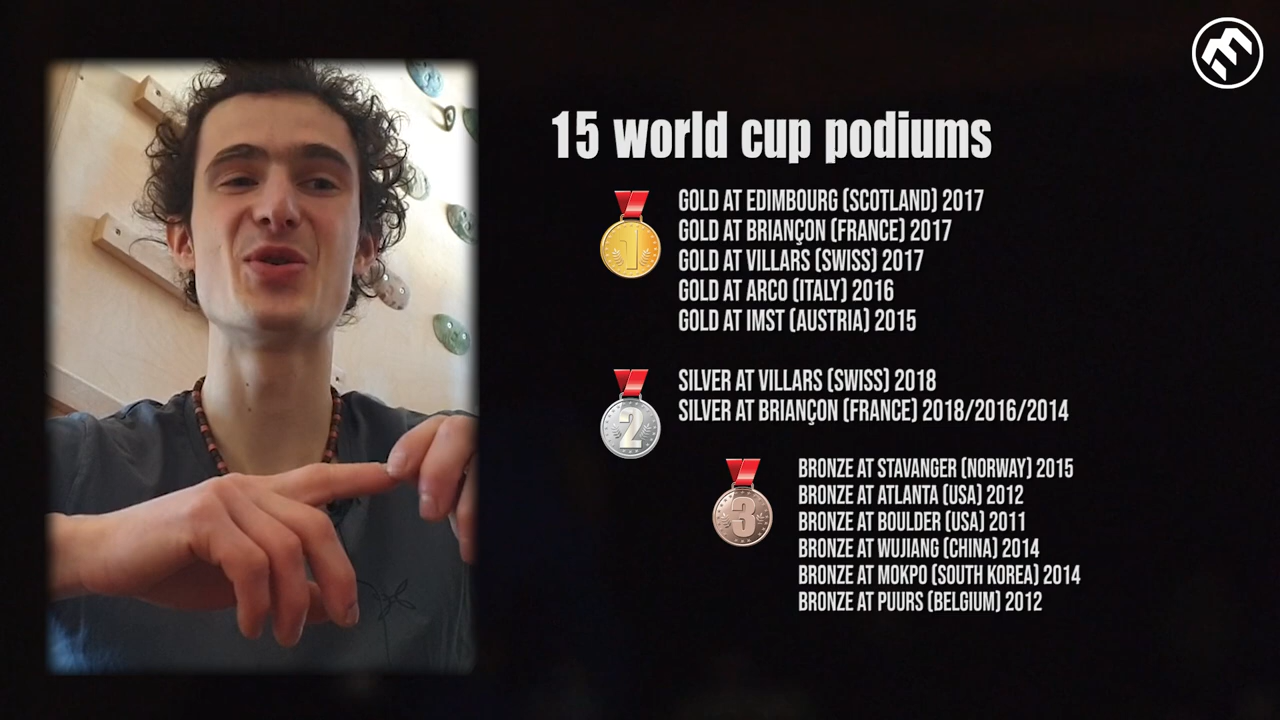 15 world cup podiums
1
GOLD AT EDIMBOURG (SCOTLAND) 2017
GOLD AT BRIANÇON (FRANCE) 2017
GOLD AT VILLARS (SWISS) 2017
GOLD AT ARCO (ITALY) 2016
GOLD AT IMST (AUSTRIA) 2015
2
SILVER AT VILLARS (SWISS) 2018
SILVER AT BRIANÇON (FRANCE) 2018/2016/2014
3
BRONZE AT STAVANGER (NORWAY) 2015
BRONZE AT ATLANTA (USA) 2012
BRONZE AT BOULDER (USA) 2011
BRONZE AT WUJIANG (CHINA) 2014
BRONZE AT MOKPO (SOUTH KOREA) 2014
BRONZE AT PUURS (BELGIUM) 2012